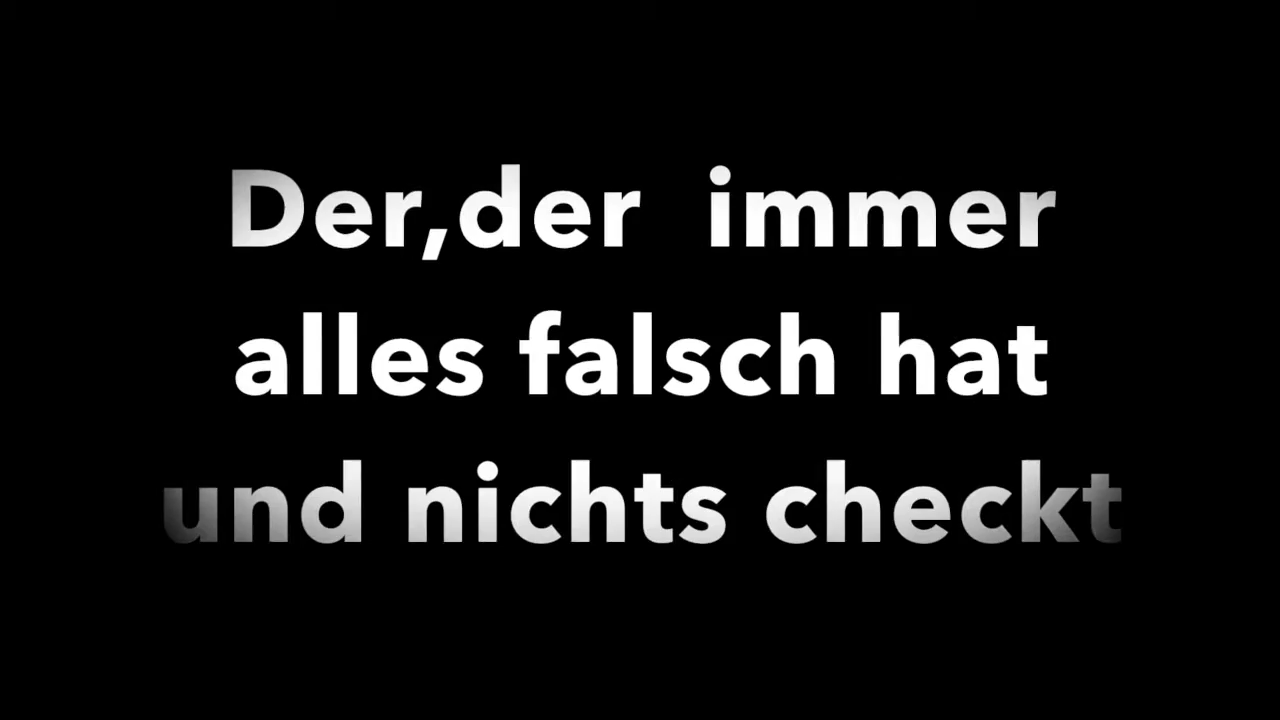 Der,der  immer
alles falsch hat
und nichts checkt